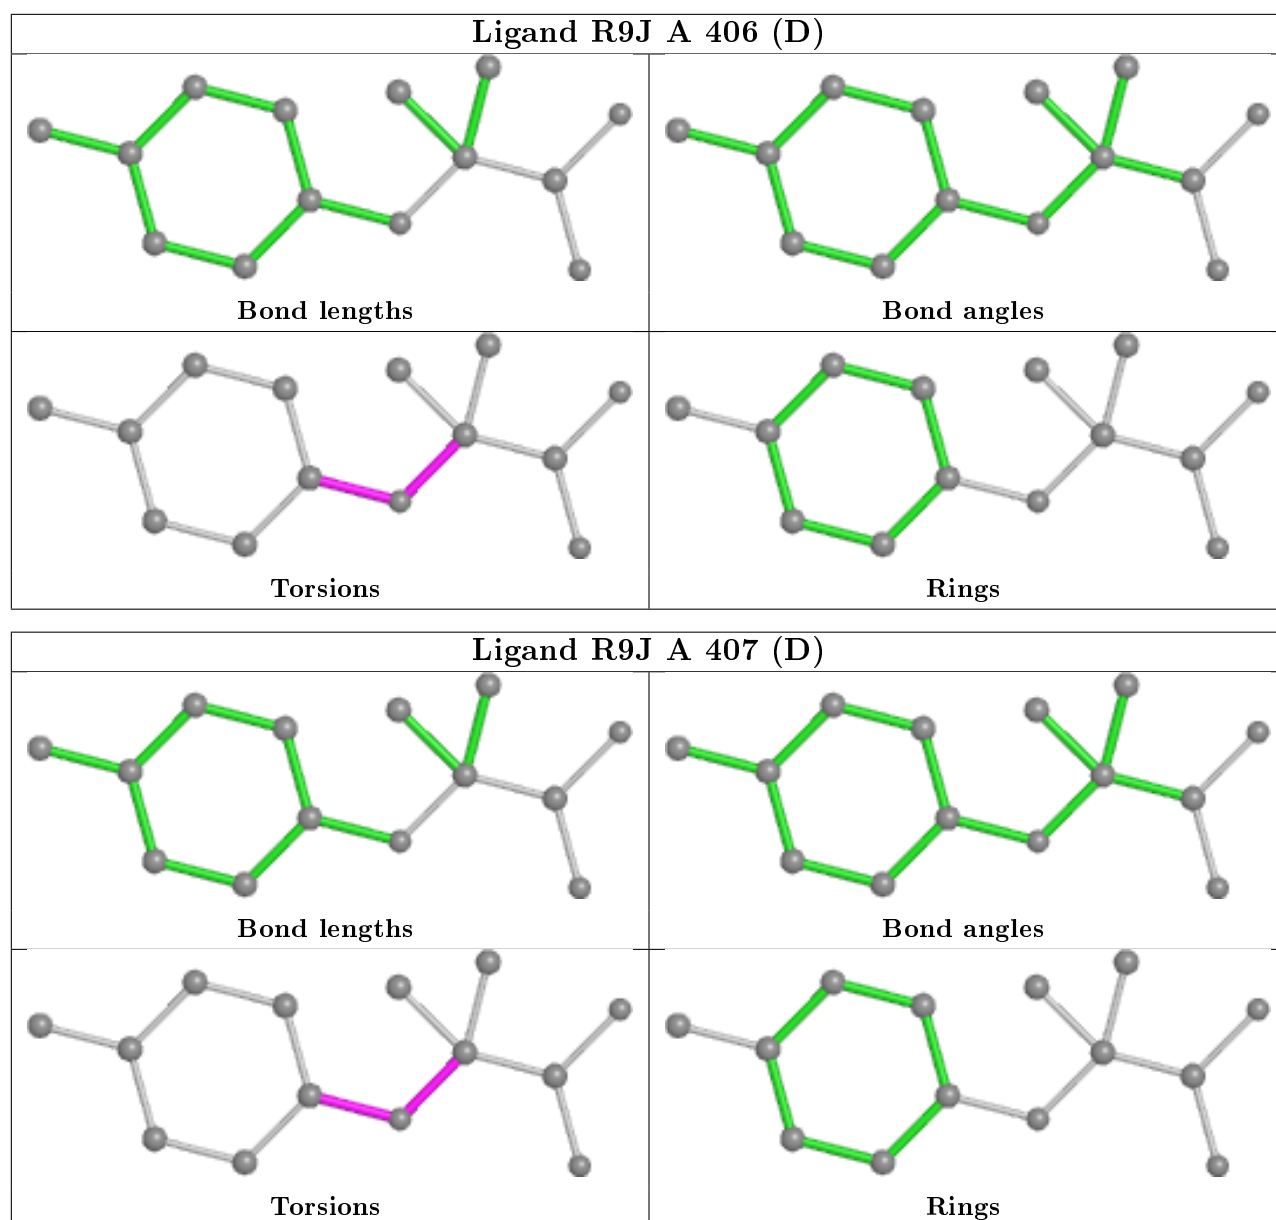 Ligand R9J A 406 (D)
Bond lengths
Bond angles
Torsions
Rings
Ligand R9J A 407 (D)
Bond lengths
Bond angles
Torsions
Rings